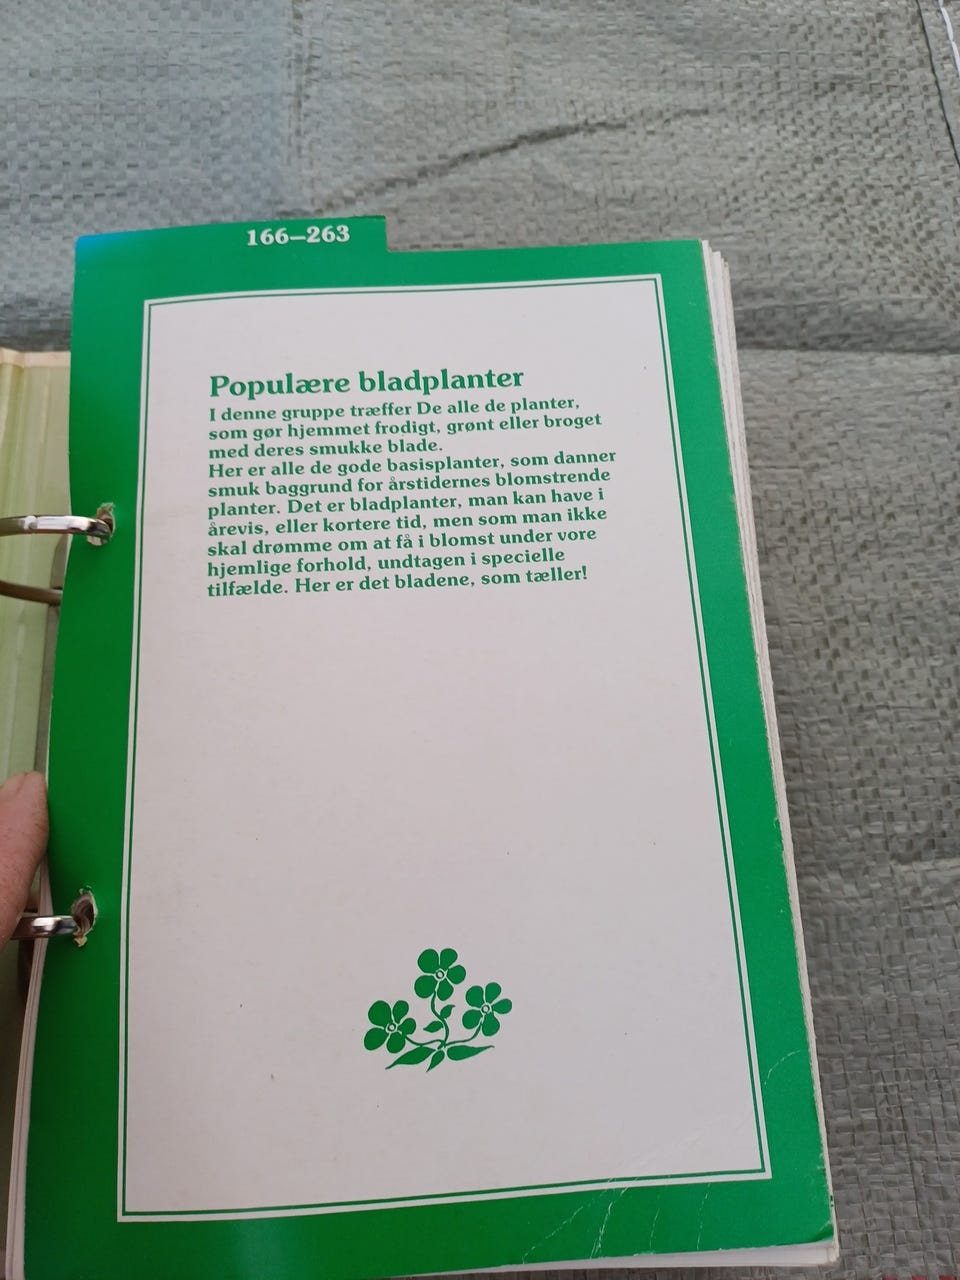 166–263
Populære bladplanter
I denne gruppe træffer De alle de planter,
som gør hjemmet frodigt, grønt eller broget
med deres smukke blade.
Her er alle de gode basisplanter, som danner
smuk baggrund for årstidernes blomstrende
planter. Det er bladplanter, man kan have i
årevis, eller kortere tid, men som man ikke
skal drømme om at få i blomst under vore
hjemlige forhold, undtagen i specielle
tilfælde. Her er det bladene, som tæller!